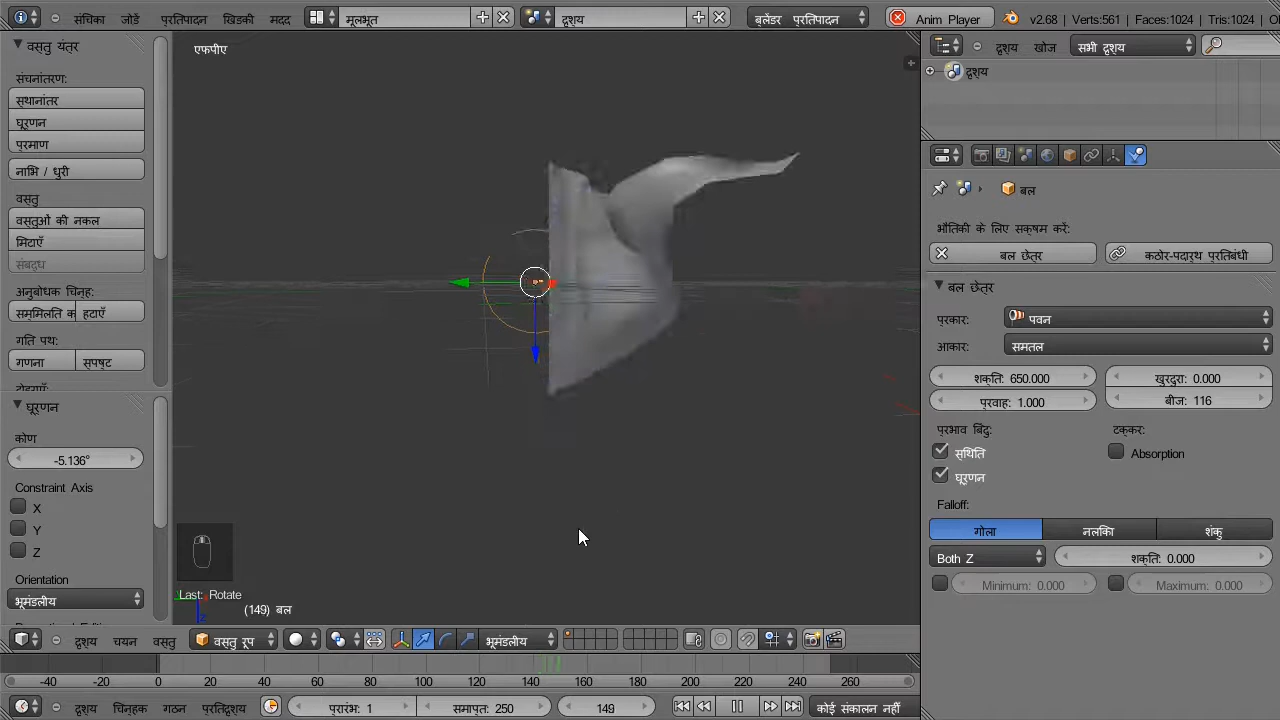 संचिका जोर्डे प्रतिपादन खिडकी मदद मूलभूत दृश्य ब्लेंडर प्रतिपादन Anim Player v2.68 | Verts:561 | Faces:1024 | Tris:1024 | O
वस्तु यंत्र
संचनांतरण:
स्थानांतर
घूर्णन
प्रमाण
नाभि / धुरी
वस्तु
वस्तुओं की नकल
मिटाएँ
संबद्ध
अनुबोधक चिन्ह:
सम्मिलति क हटाएँ
गति पथ:
गणना स्पष्ट
घूर्णन
कोण
-5.136°
Constraint Axis
X
Y
Z
Orientation
भूमंडलीय
एफपीए
Last: Rotate
(149) बल
दृश्य चयन वस्तु वस्तु रूप भूमंडलीय
-40 -20 0 20 40 60 80 100 120 140 160 180 200 220 240 260
दृश्य चिन्हक गठन प्रतिदृश्य प्रारंभ: 1 समाप्त: 250 149 कोई संकालन नहीं
दृश्य खोज सभी दृश्य
दृश्य
बल
भौतिकी के लिए सक्षम करें:
बल छेत्र कठोर-पदार्थ प्रतिबंधी
बल छेत्र
प्रकार: पवन
आकार: समतल
शक्ति: 650.000 खुरदुरा: 0.000
प्रवाह: 1.000 बीज: 116
प्रभाव बिंदु: टक्कर:
स्थिति Absorption
घूर्णन
Falloff:
गोला नलिका शंकु
Both Z शक्ति: 0.000
Minimum: 0.000 Maximum: 0.000